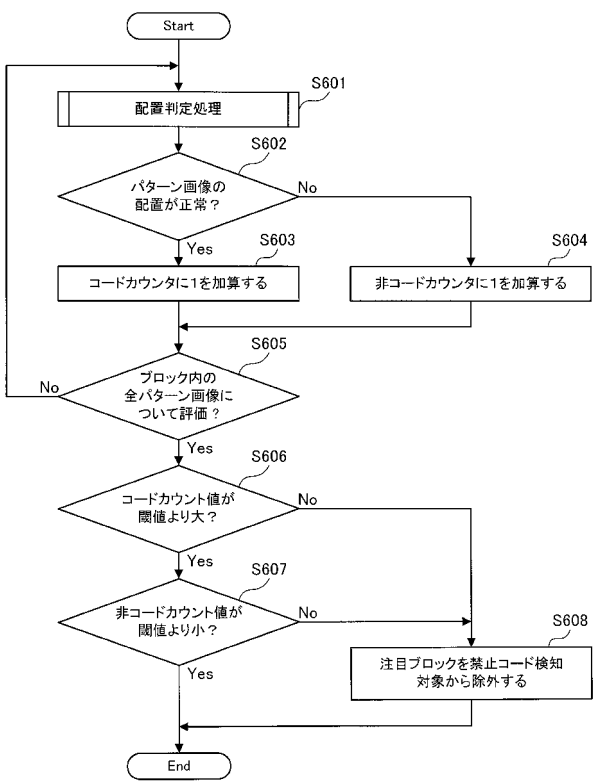 Start
配置判定処理
S601
S602
パターン画像の
配置が正常？
No
Yes
S603
コードカウンタに1を加算する
S604
非コードカウンタに1を加算する
S605
ブロック内の
全パターン画像に
ついて評価？
No
Yes
S606
コードカウント値が
閾値より大？
No
Yes
S607
非コードカウント値が
閾値より小？
No
Yes
S608
注目ブロックを禁止コード検知
対象から除外する
End